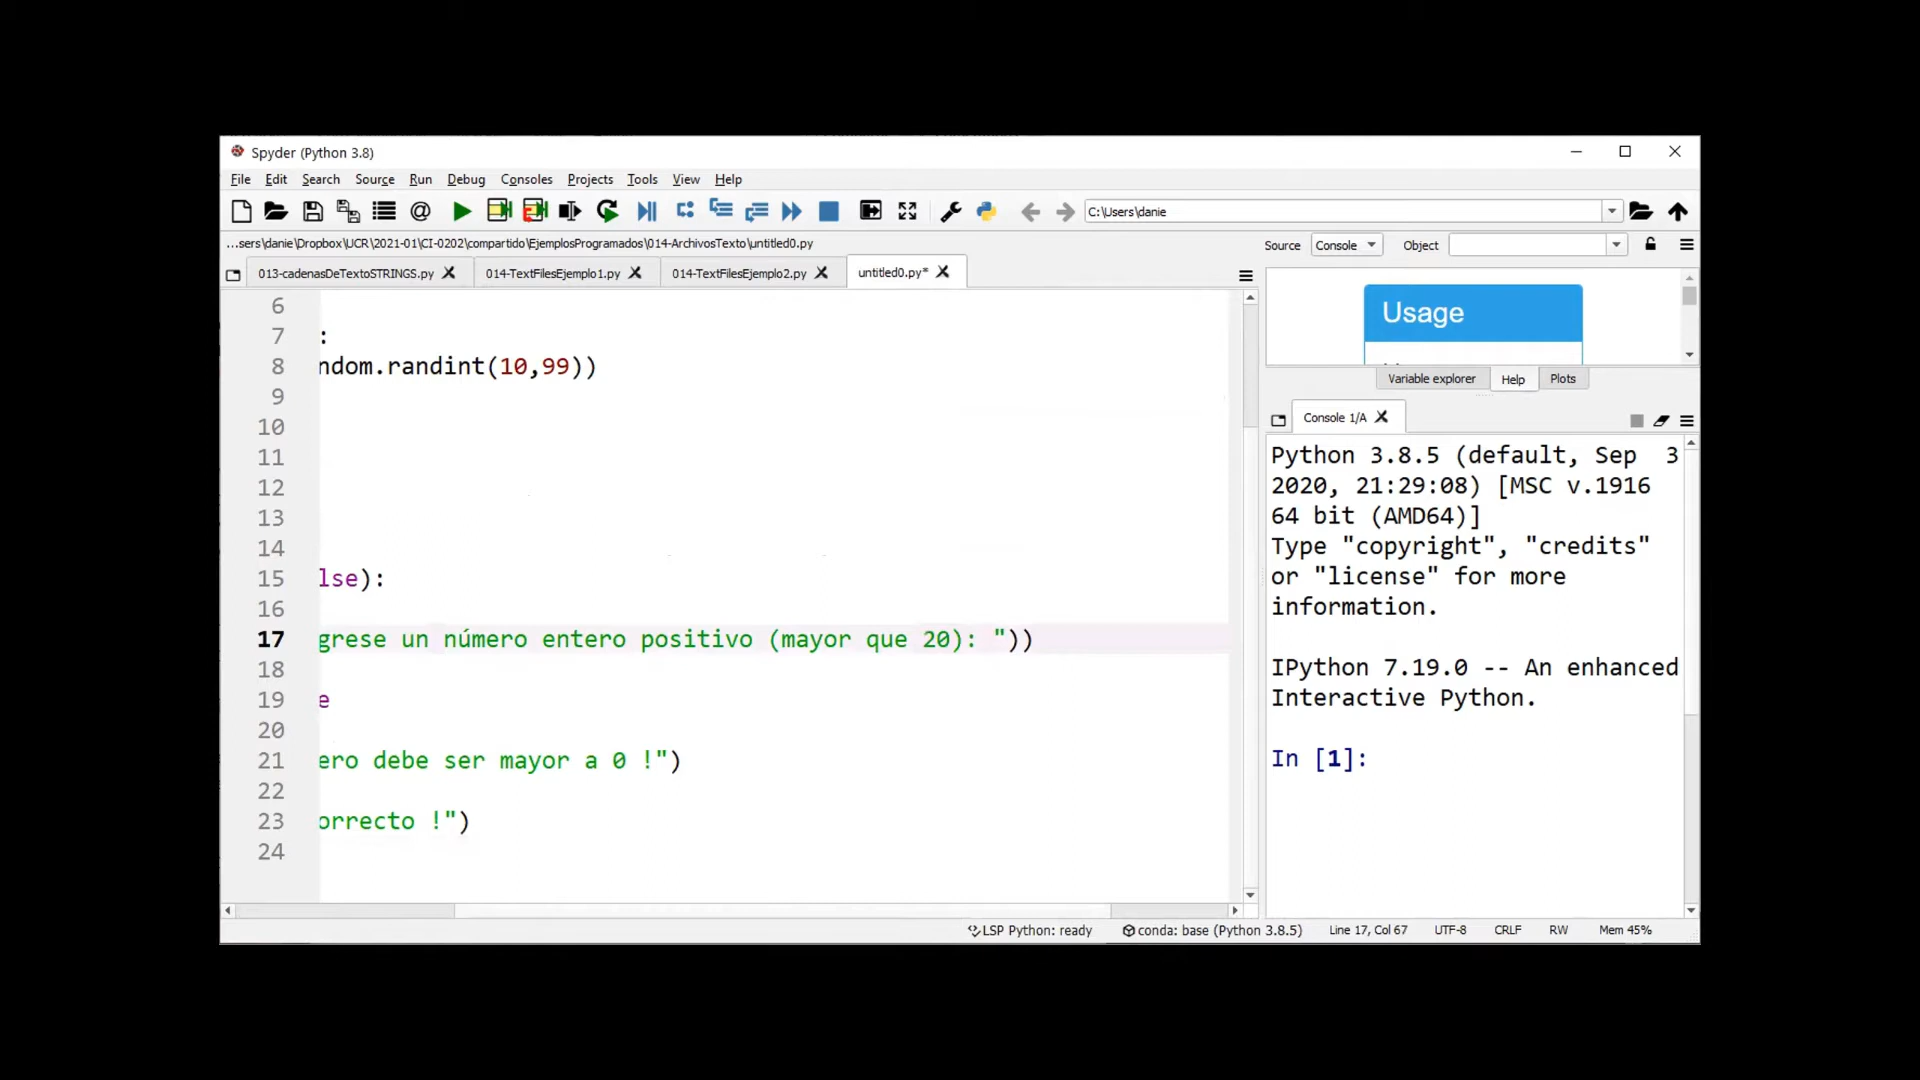 Spyder (Python 3.8)
File Edit Search Source Run Debug Consoles Projects Tools View Help
C:\Users\danie
...sers\danie\Dropbox\UCR\2021-01\CI-0202\compartido\EjemplosProgramados\014-ArchivosTexto\untitled0.py
Source Console Object
013-cadenasDeTextoSTRINGS.py 014-TextFilesEjemplo1.py 014-TextFilesEjemplo2.py untitled0.py*
6
7 :
8 ndom.randint(10,99))
9
10
11
12
13
14
15 lse):
16
17 grese un número entero positivo (mayor que 20): "))
18
19 e
20
21 ero debe ser mayor a 0 !")
22
23 orrecto !")
24
Usage
Variable explorer Help Plots
Console 1/A
Python 3.8.5 (default, Sep  3
2020, 21:29:08) [MSC v.1916
64 bit (AMD64)]
Type "copyright", "credits"
or "license" for more
information.
IPython 7.19.0 -- An enhanced
Interactive Python.
In [1]:
LSP Python: ready conda: base (Python 3.8.5) Line 17, Col 67 UTF-8 CRLF RW Mem 45%